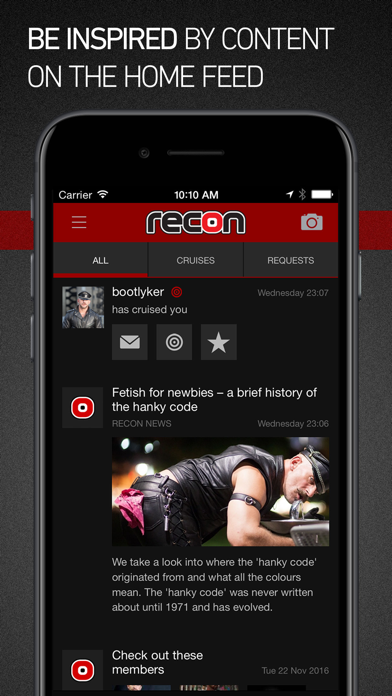 BE INSPIRED BY CONTENT
ON THE HOME FEED
Carrier 10:10 AM
recon
ALL CRUISES REQUESTS
bootlyker Wednesday 23:07
has cruised you
Fetish for newbies – a brief history of
the hanky code
RECON NEWS Wednesday 23:06
We take a look into where the 'hanky code'
originated from and what all the colours
mean. The 'hanky code' was never written
about until 1971 and has evolved.
Check out these
members Tue 22 Nov 2016